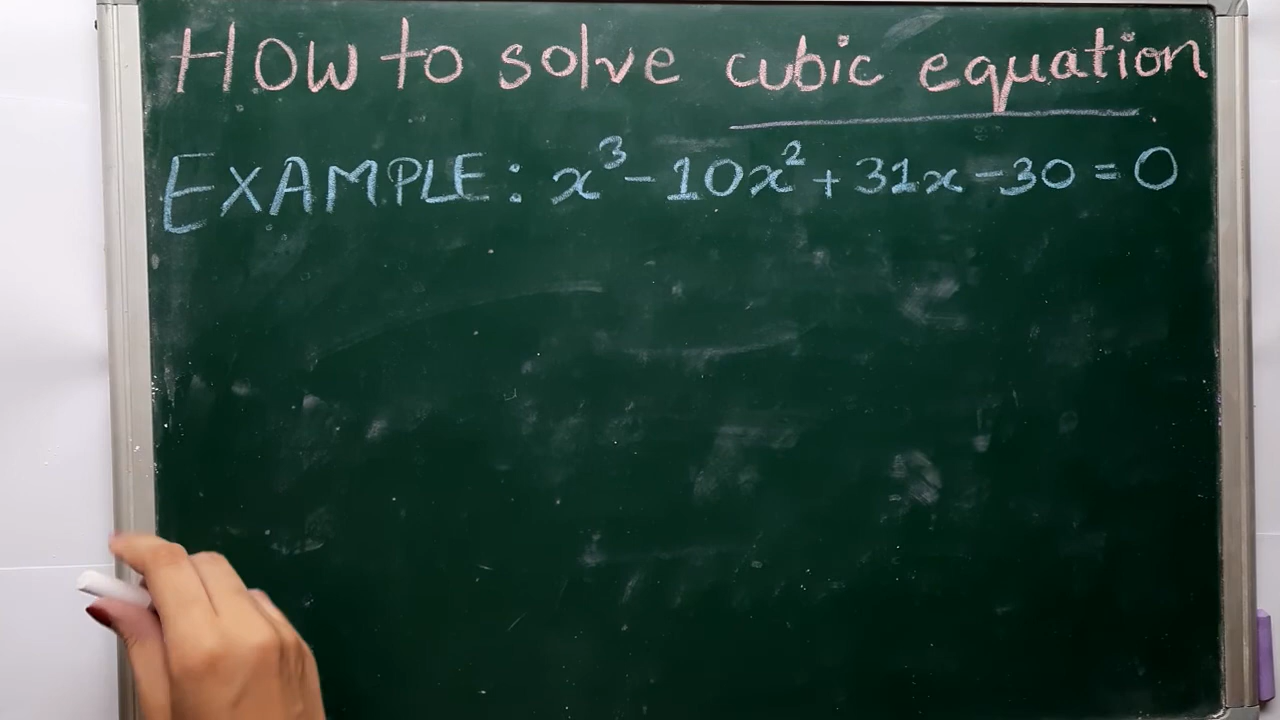 How to solve cubic equation
EXAMPLE: x³ - 10x² + 31x - 30 = 0